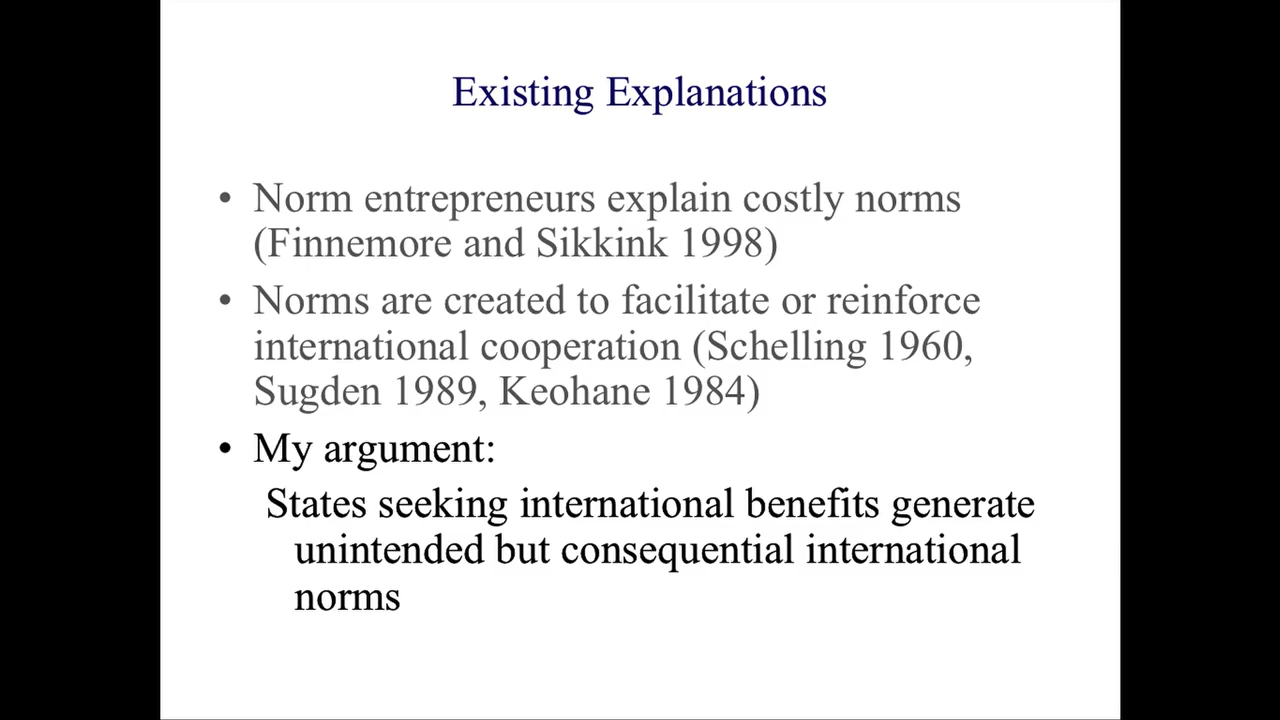 Existing Explanations
• Norm entrepreneurs explain costly norms
(Finnemore and Sikkink 1998)
• Norms are created to facilitate or reinforce
international cooperation (Schelling 1960,
Sugden 1989, Keohane 1984)
• My argument:
States seeking international benefits generate
unintended but consequential international
norms